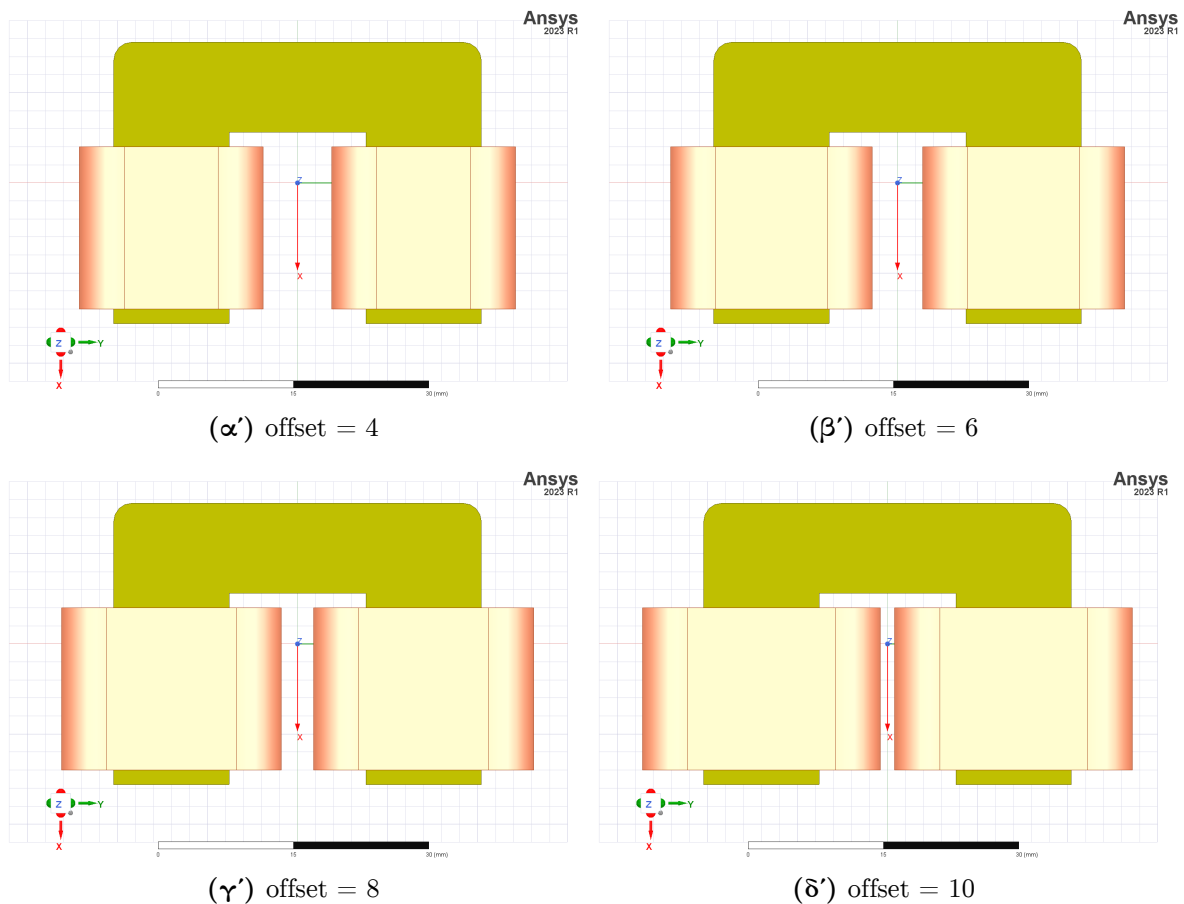 Ansys
2023 R1
Z
X
Z
Y
X
0 15 30 (mm)
(α΄) offset = 4
Ansys
2023 R1
Z
X
Z
Y
X
0 15 30 (mm)
(β΄) offset = 6
Ansys
2023 R1
Z
X
Z
Y
X
0 15 30 (mm)
(γ΄) offset = 8
Ansys
2023 R1
Z
X
Z
Y
X
0 15 30 (mm)
(δ΄) offset = 10